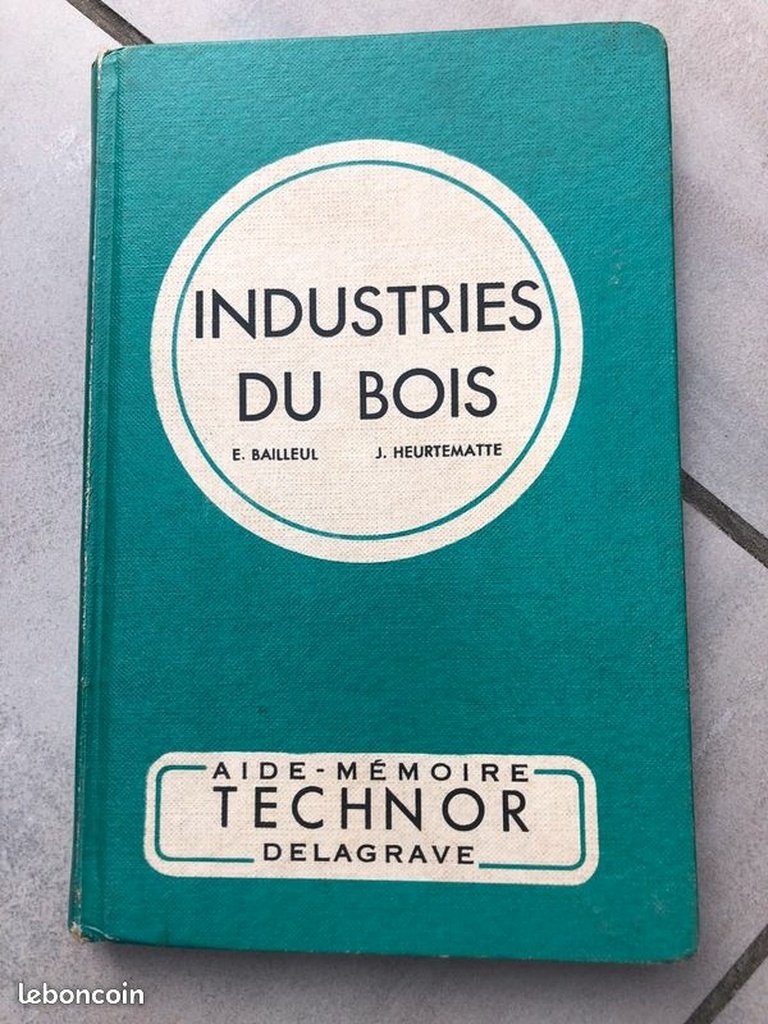 INDUSTRIES
DU BOIS
E. BAILLEUL J. HEURTEMATTE
AIDE-MÉMOIRE
TECHNOR
DELAGRAVE
leboncoin